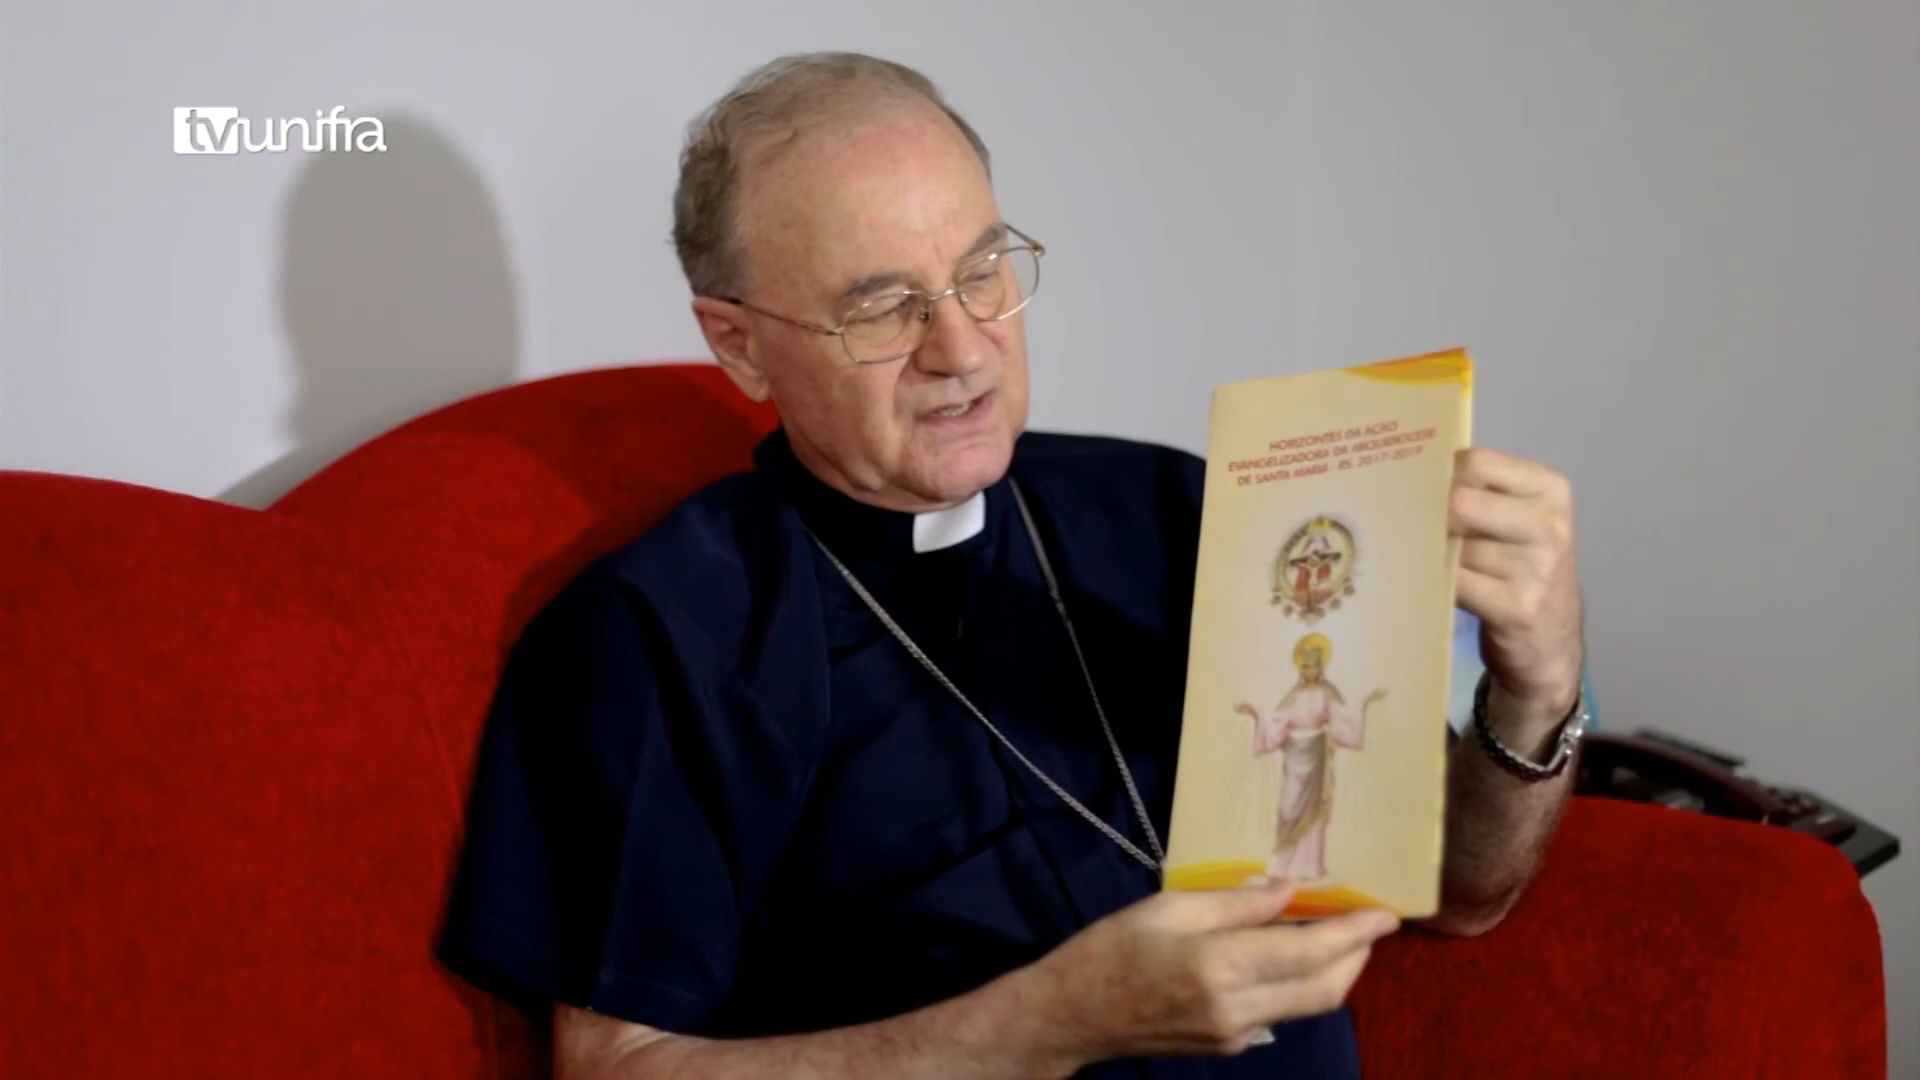 tvunifra
HORIZONTES DA AÇÃO
EVANGELIZADORA DA ARQUIDIOCESE
DE SANTA MARIA - RS. 2017-2019